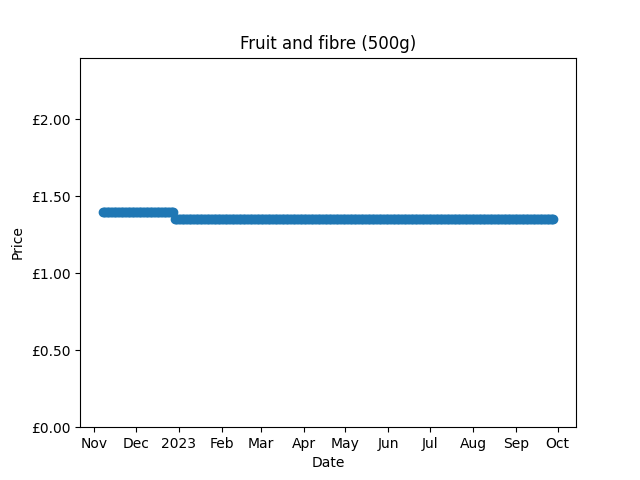 Fruit and fibre (500g)
£2.00
£1.50
£1.00
£0.50
£0.00
Price
Nov Dec 2023 Feb Mar Apr May Jun Jul Aug Sep Oct
Date